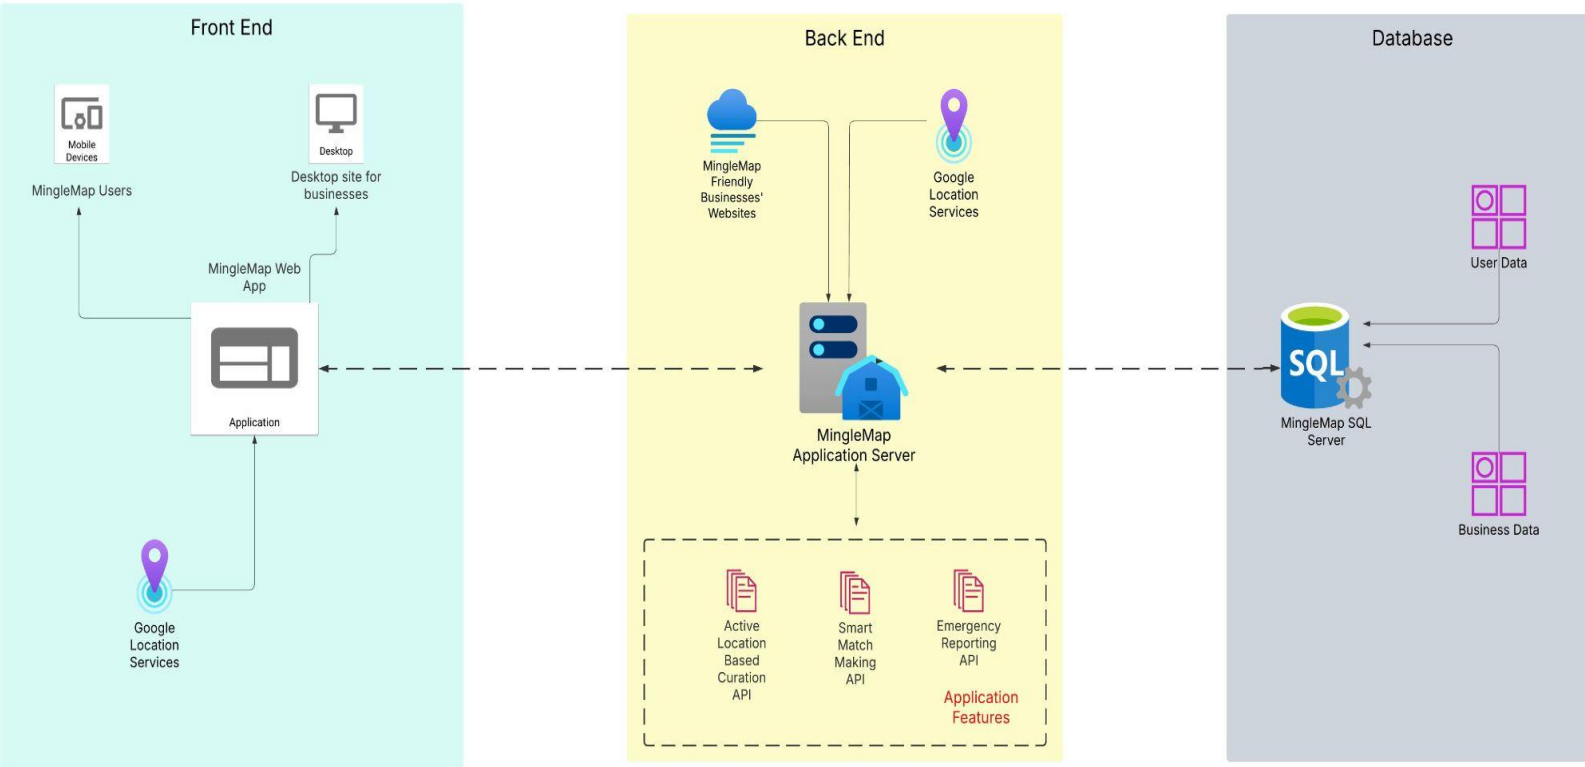 Front End
Mobile
Devices
MingleMap Users
Desktop
Desktop site for
businesses
MingleMap Web
App
Application
Google
Location
Services
Back End
MingleMap
Friendly
Businesses'
Websites
Google
Location
Services
MingleMap
Application Server
Active
Location
Based
Curation
API
Smart
Match
Making
API
Emergency
Reporting
API
Application
Features
Database
User Data
SQL
MingleMap SQL
Server
Business Data